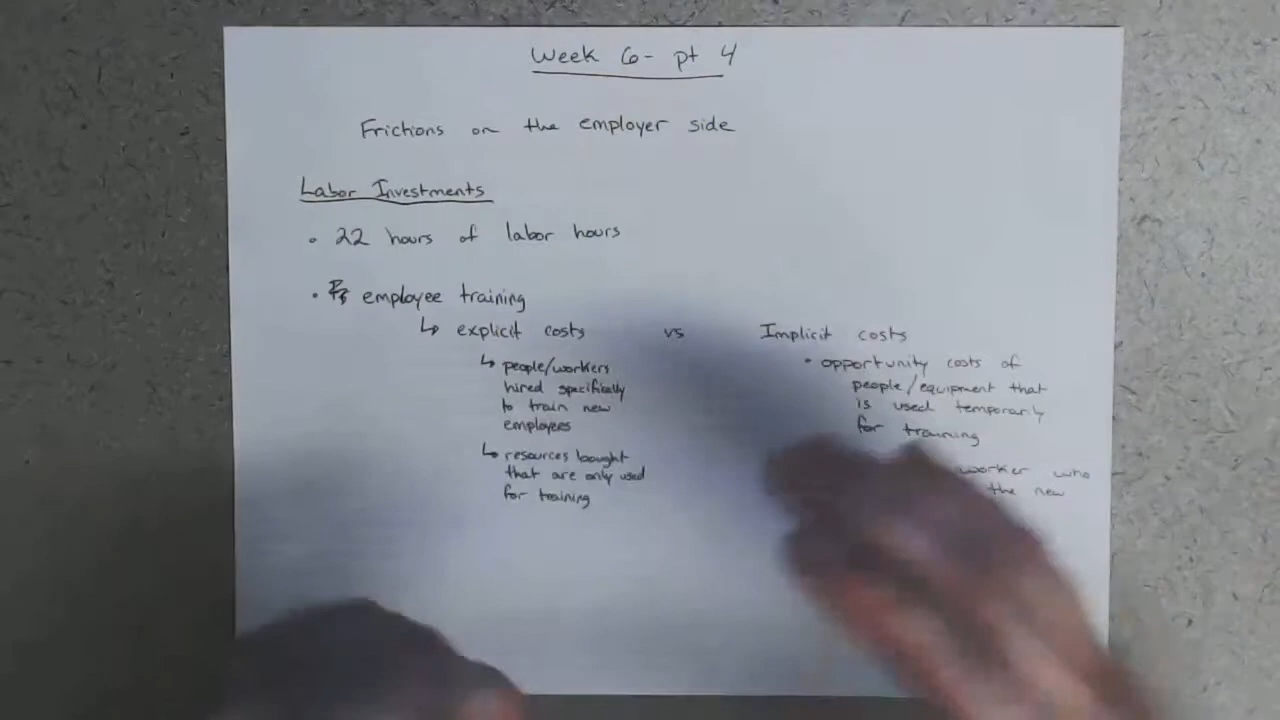 Week 6- pt 4
Frictions on the employer side
Labor Investments
• 22 hours of labor hours
• employee training
↳ explicit costs vs Implicit costs
↳ people/workers
hired specifically
to train new
employees
↳ resources bought
that are only used
for training
• opportunity costs of
people/equipment that
is used temporarily
for training
worker who
the new